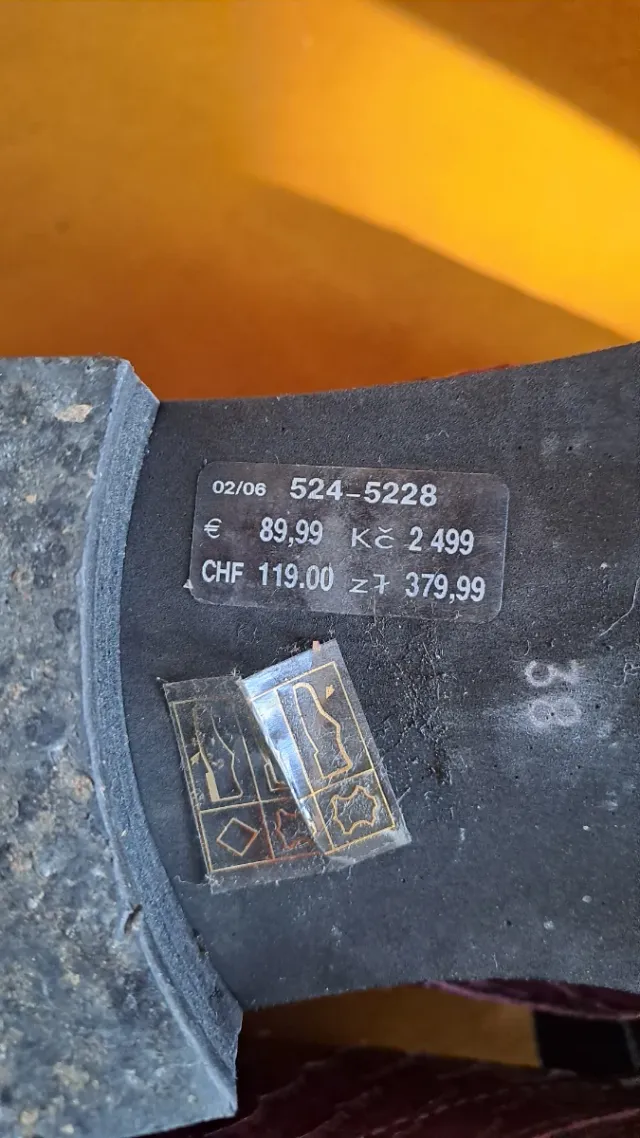 02/06 524-5228
€ 89,99 Kč 2 499
CHF 119.00 zł 379,99
38